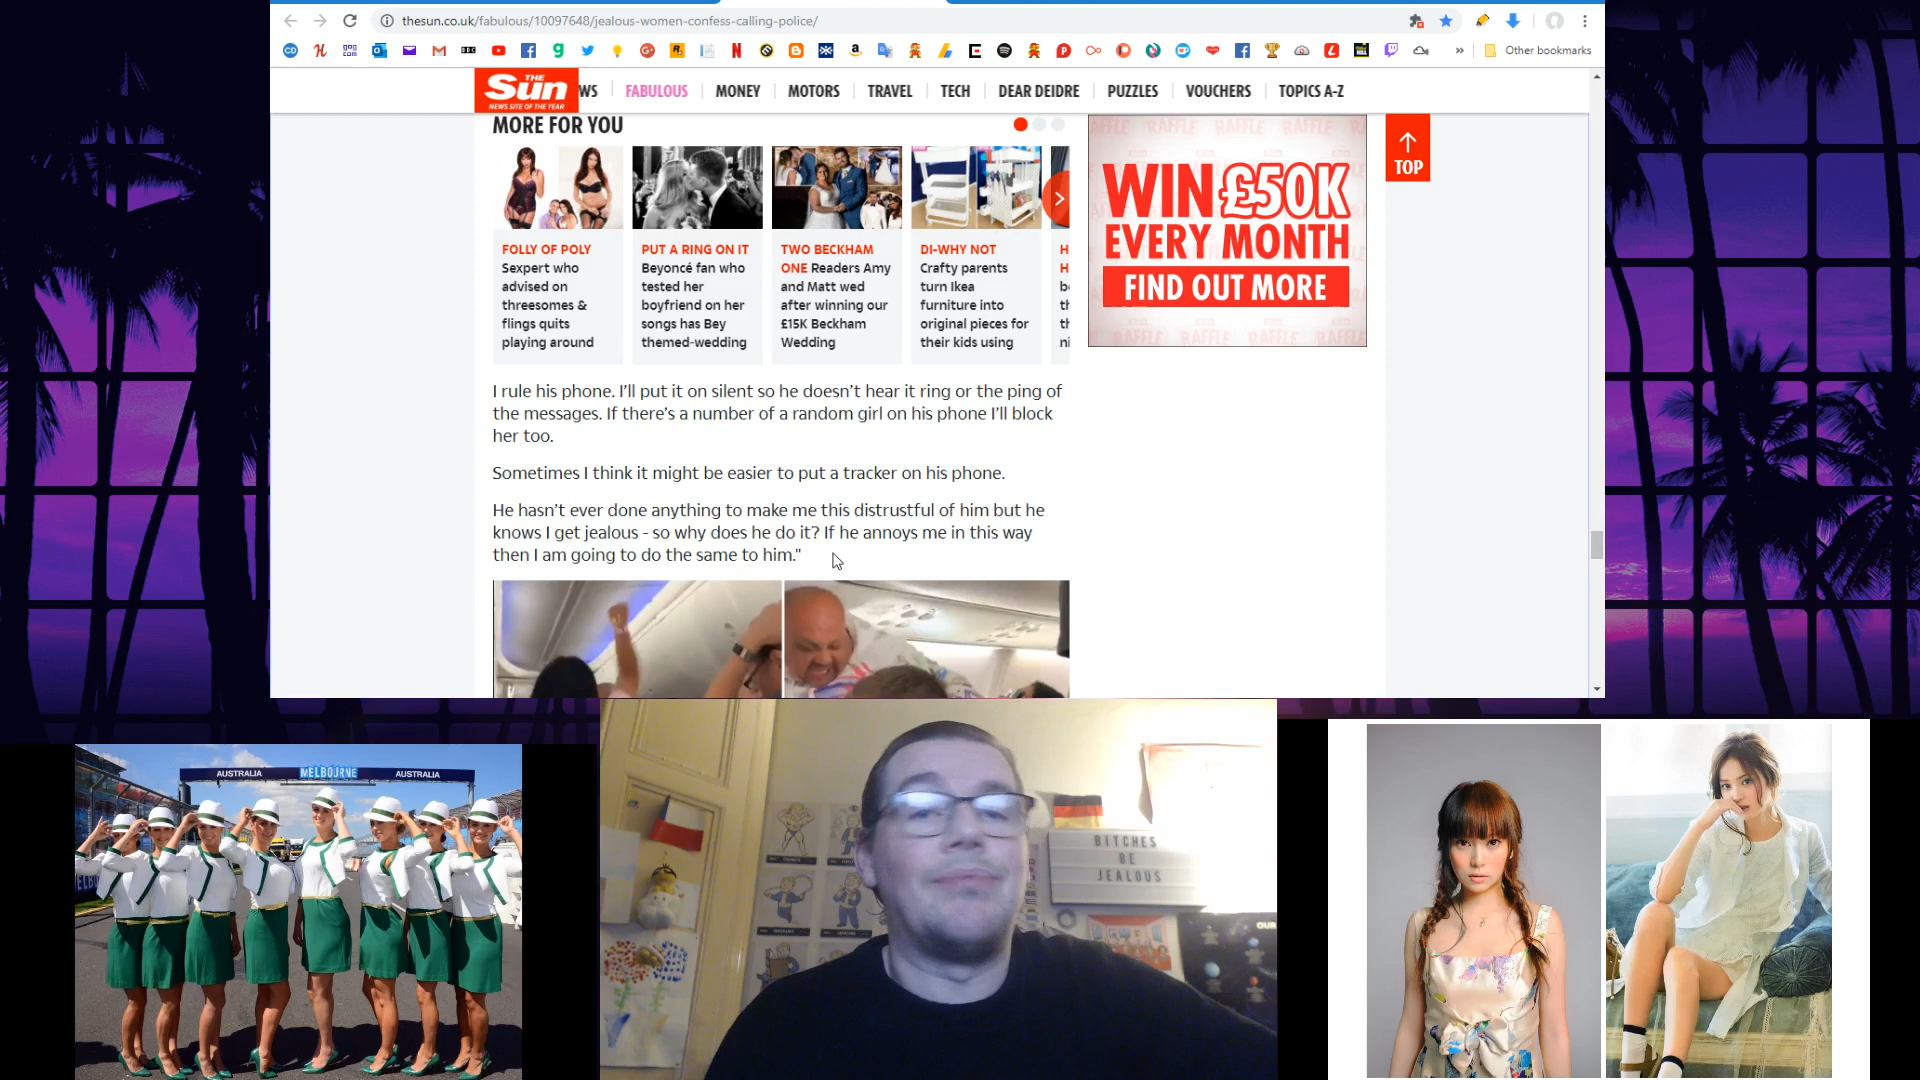 thesun.co.uk/fabulous/10097648/jealous-women-confess-calling-police/
Other bookmarks
THE
Sun
NEWS SITE OF THE YEAR
WS
FABULOUS
MONEY
MOTORS
TRAVEL
TECH
DEAR DEIDRE
PUZZLES
VOUCHERS
TOPICS A-Z
MORE FOR YOU
FOLLY OF POLY
Sexpert who
advised on
threesomes &
flings quits
playing around
PUT A RING ON IT
Beyoncé fan who
tested her
boyfriend on her
songs has Bey
themed-wedding
TWO BECKHAM
ONE Readers Amy
and Matt wed
after winning our
£15K Beckham
Wedding
DI-WHY NOT
Crafty parents
turn Ikea
furniture into
original pieces for
their kids using
WIN £50K
EVERY MONTH
FIND OUT MORE
TOP
I rule his phone. I'll put it on silent so he doesn't hear it ring or the ping of
the messages. If there's a number of a random girl on his phone I'll block
her too.
Sometimes I think it might be easier to put a tracker on his phone.
He hasn't ever done anything to make me this distrustful of him but he
knows I get jealous - so why does he do it? If he annoys me in this way
then I am going to do the same to him."
AUSTRALIA
MELBOURNE
AUSTRALIA
BITCHES
BE
JEALOUS
OUR